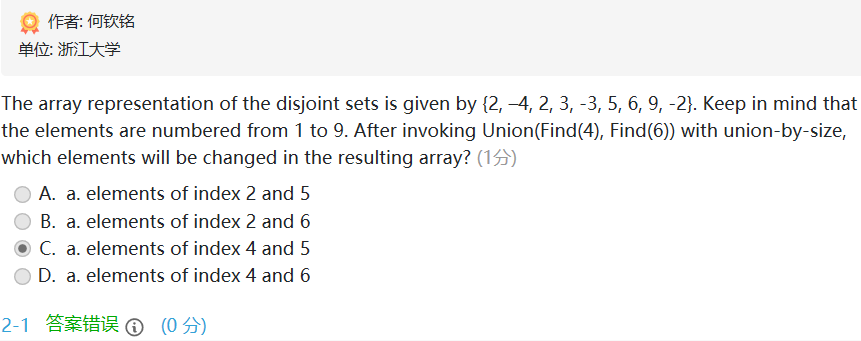 作者: 何钦铭
单位: 浙江大学
The array representation of the disjoint sets is given by {2, –4, 2, 3, -3, 5, 6, 9, -2}. Keep in mind that
the elements are numbered from 1 to 9. After invoking Union(Find(4), Find(6)) with union-by-size,
which elements will be changed in the resulting array? (1分)
A. a. elements of index 2 and 5
B. a. elements of index 2 and 6
C. a. elements of index 4 and 5
D. a. elements of index 4 and 6
2-1 答案错误 (0 分)